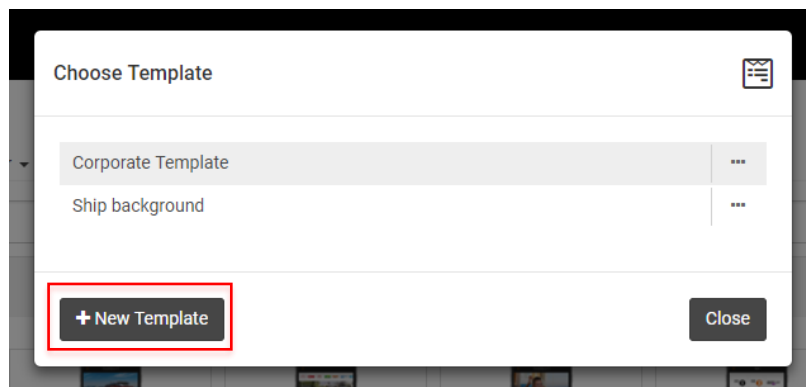 Choose Template
Corporate Template
Ship background
New Template
Close